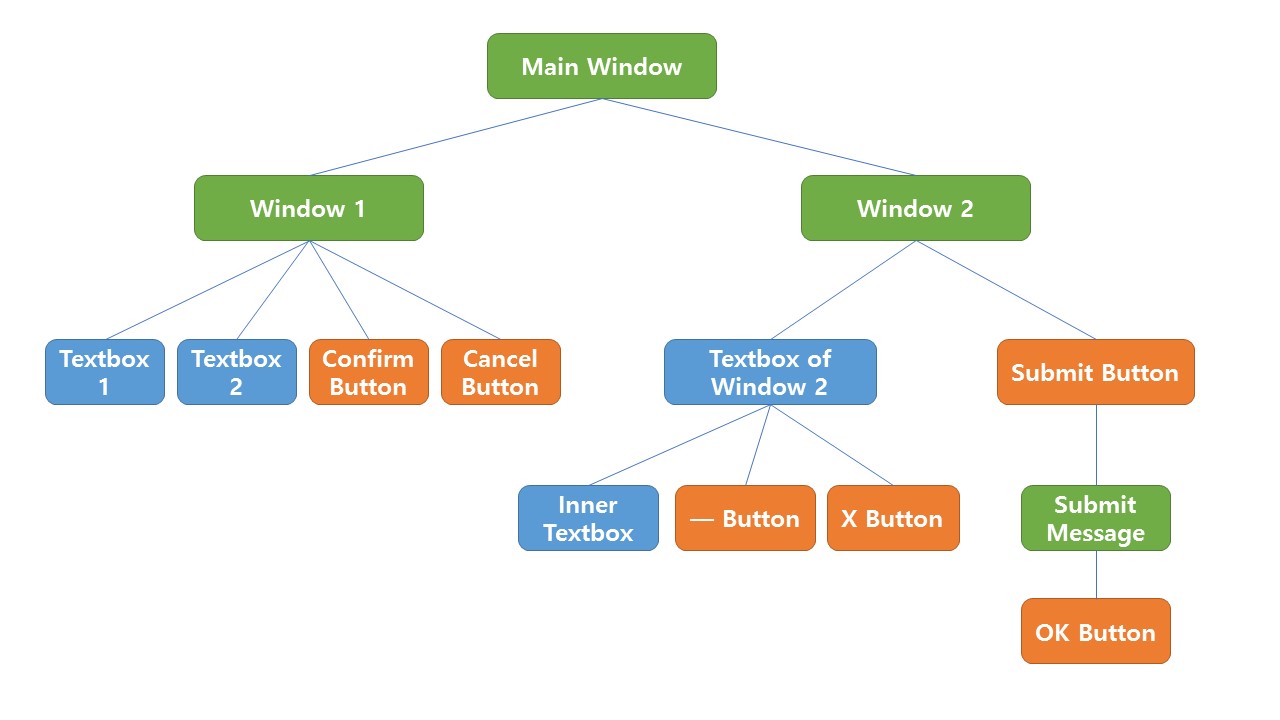 Main Window
Window 1
Window 2
Textbox
1
Textbox
2
Confirm
Button
Cancel
Button
Textbox of
Window 2
Submit Button
Inner
Textbox
— Button
X Button
Submit
Message
OK Button